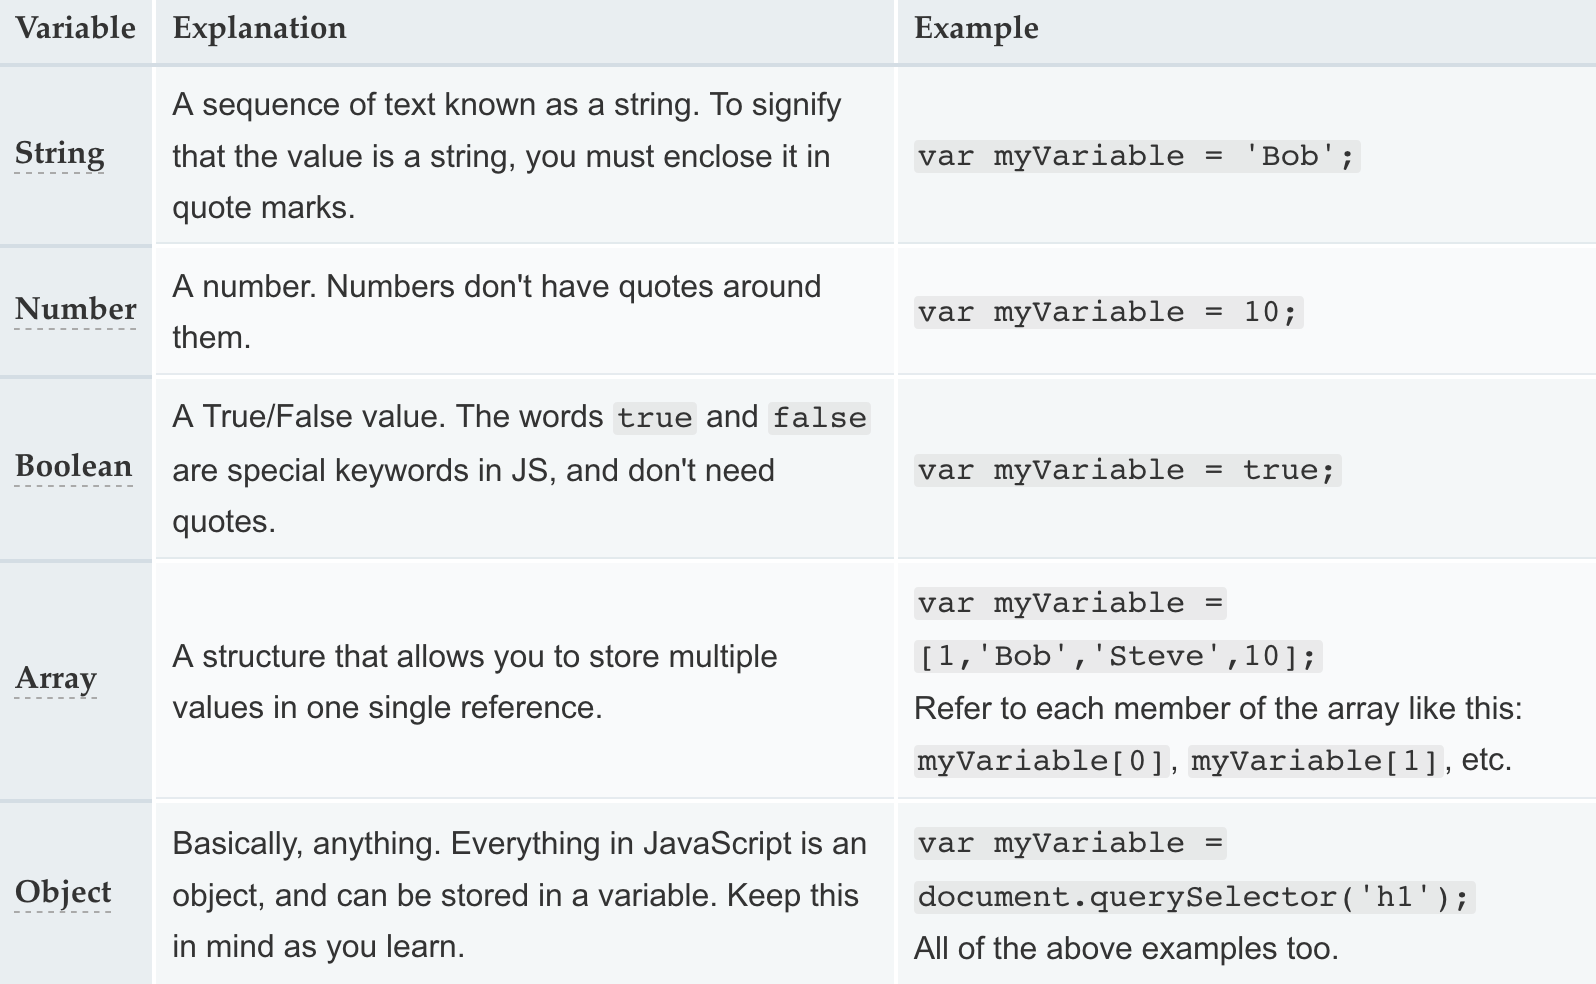 Variable Explanation Example
String
A sequence of text known as a string. To signify
that the value is a string, you must enclose it in
quote marks.
var myVariable = 'Bob';
Number
A number. Numbers don't have quotes around
them.
var myVariable = 10;
Boolean
A True/False value. The words true and false
are special keywords in JS, and don't need
quotes.
var myVariable = true;
Array
A structure that allows you to store multiple
values in one single reference.
var myVariable =
[1,'Bob','Steve',10];
Refer to each member of the array like this:
myVariable[0], myVariable[1], etc.
Object
Basically, anything. Everything in JavaScript is an
object, and can be stored in a variable. Keep this
in mind as you learn.
var myVariable =
document.querySelector('h1');
All of the above examples too.